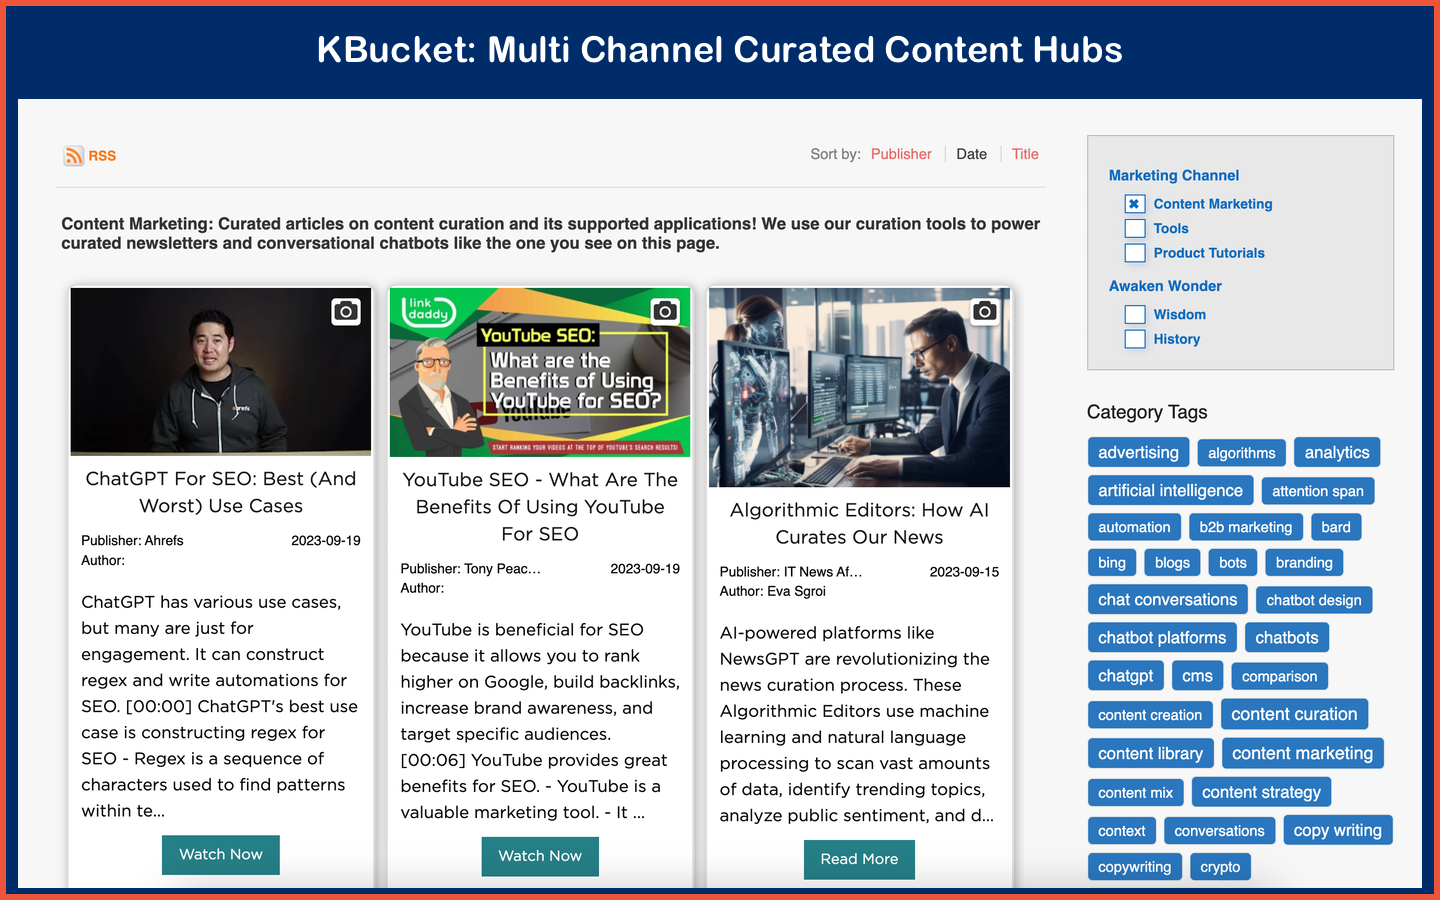 KBucket: Multi Channel Curated Content Hubs
RSS
Sort by: Publisher Date Title
Content Marketing: Curated articles on content curation and its supported applications! We use our curation tools to power
curated newsletters and conversational chatbots like the one you see on this page.
ahrefs
ChatGPT For SEO: Best (And
Worst) Use Cases
Publisher: Ahrefs 2023-09-19
Author:
ChatGPT has various use cases,
but many are just for
engagement. It can construct
regex and write automations for
SEO. [00:00] ChatGPT's best use
case is constructing regex for
SEO - Regex is a sequence of
characters used to find patterns
within te...
Watch Now
link
daddy
YouTube SEO:
What are the
Benefits of Using
YouTube for SEO?
YouTube
START RANKING YOUR VIDEOS AT THE TOP OF YOUTUBE'S SEARCH RESULTS!
YouTube SEO - What Are The
Benefits Of Using YouTube
For SEO
Publisher: Tony Peac... 2023-09-19
Author:
YouTube is beneficial for SEO
because it allows you to rank
higher on Google, build backlinks,
increase brand awareness, and
target specific audiences.
[00:06] YouTube provides great
benefits for SEO. - YouTube is a
valuable marketing tool. - It ...
Watch Now
Algorithmic Editors: How AI
Curates Our News
Publisher: IT News Af... 2023-09-15
Author: Eva Sgroi
AI-powered platforms like
NewsGPT are revolutionizing the
news curation process. These
Algorithmic Editors use machine
learning and natural language
processing to scan vast amounts
of data, identify trending topics,
analyze public sentiment, and d...
Read More
Marketing Channel
Content Marketing
Tools
Product Tutorials
Awaken Wonder
Wisdom
History
Category Tags
advertising algorithms analytics
artificial intelligence attention span
automation b2b marketing bard
bing blogs bots branding
chat conversations chatbot design
chatbot platforms chatbots
chatgpt cms comparison
content creation content curation
content library content marketing
content mix content strategy
context conversations copy writing
copywriting crypto